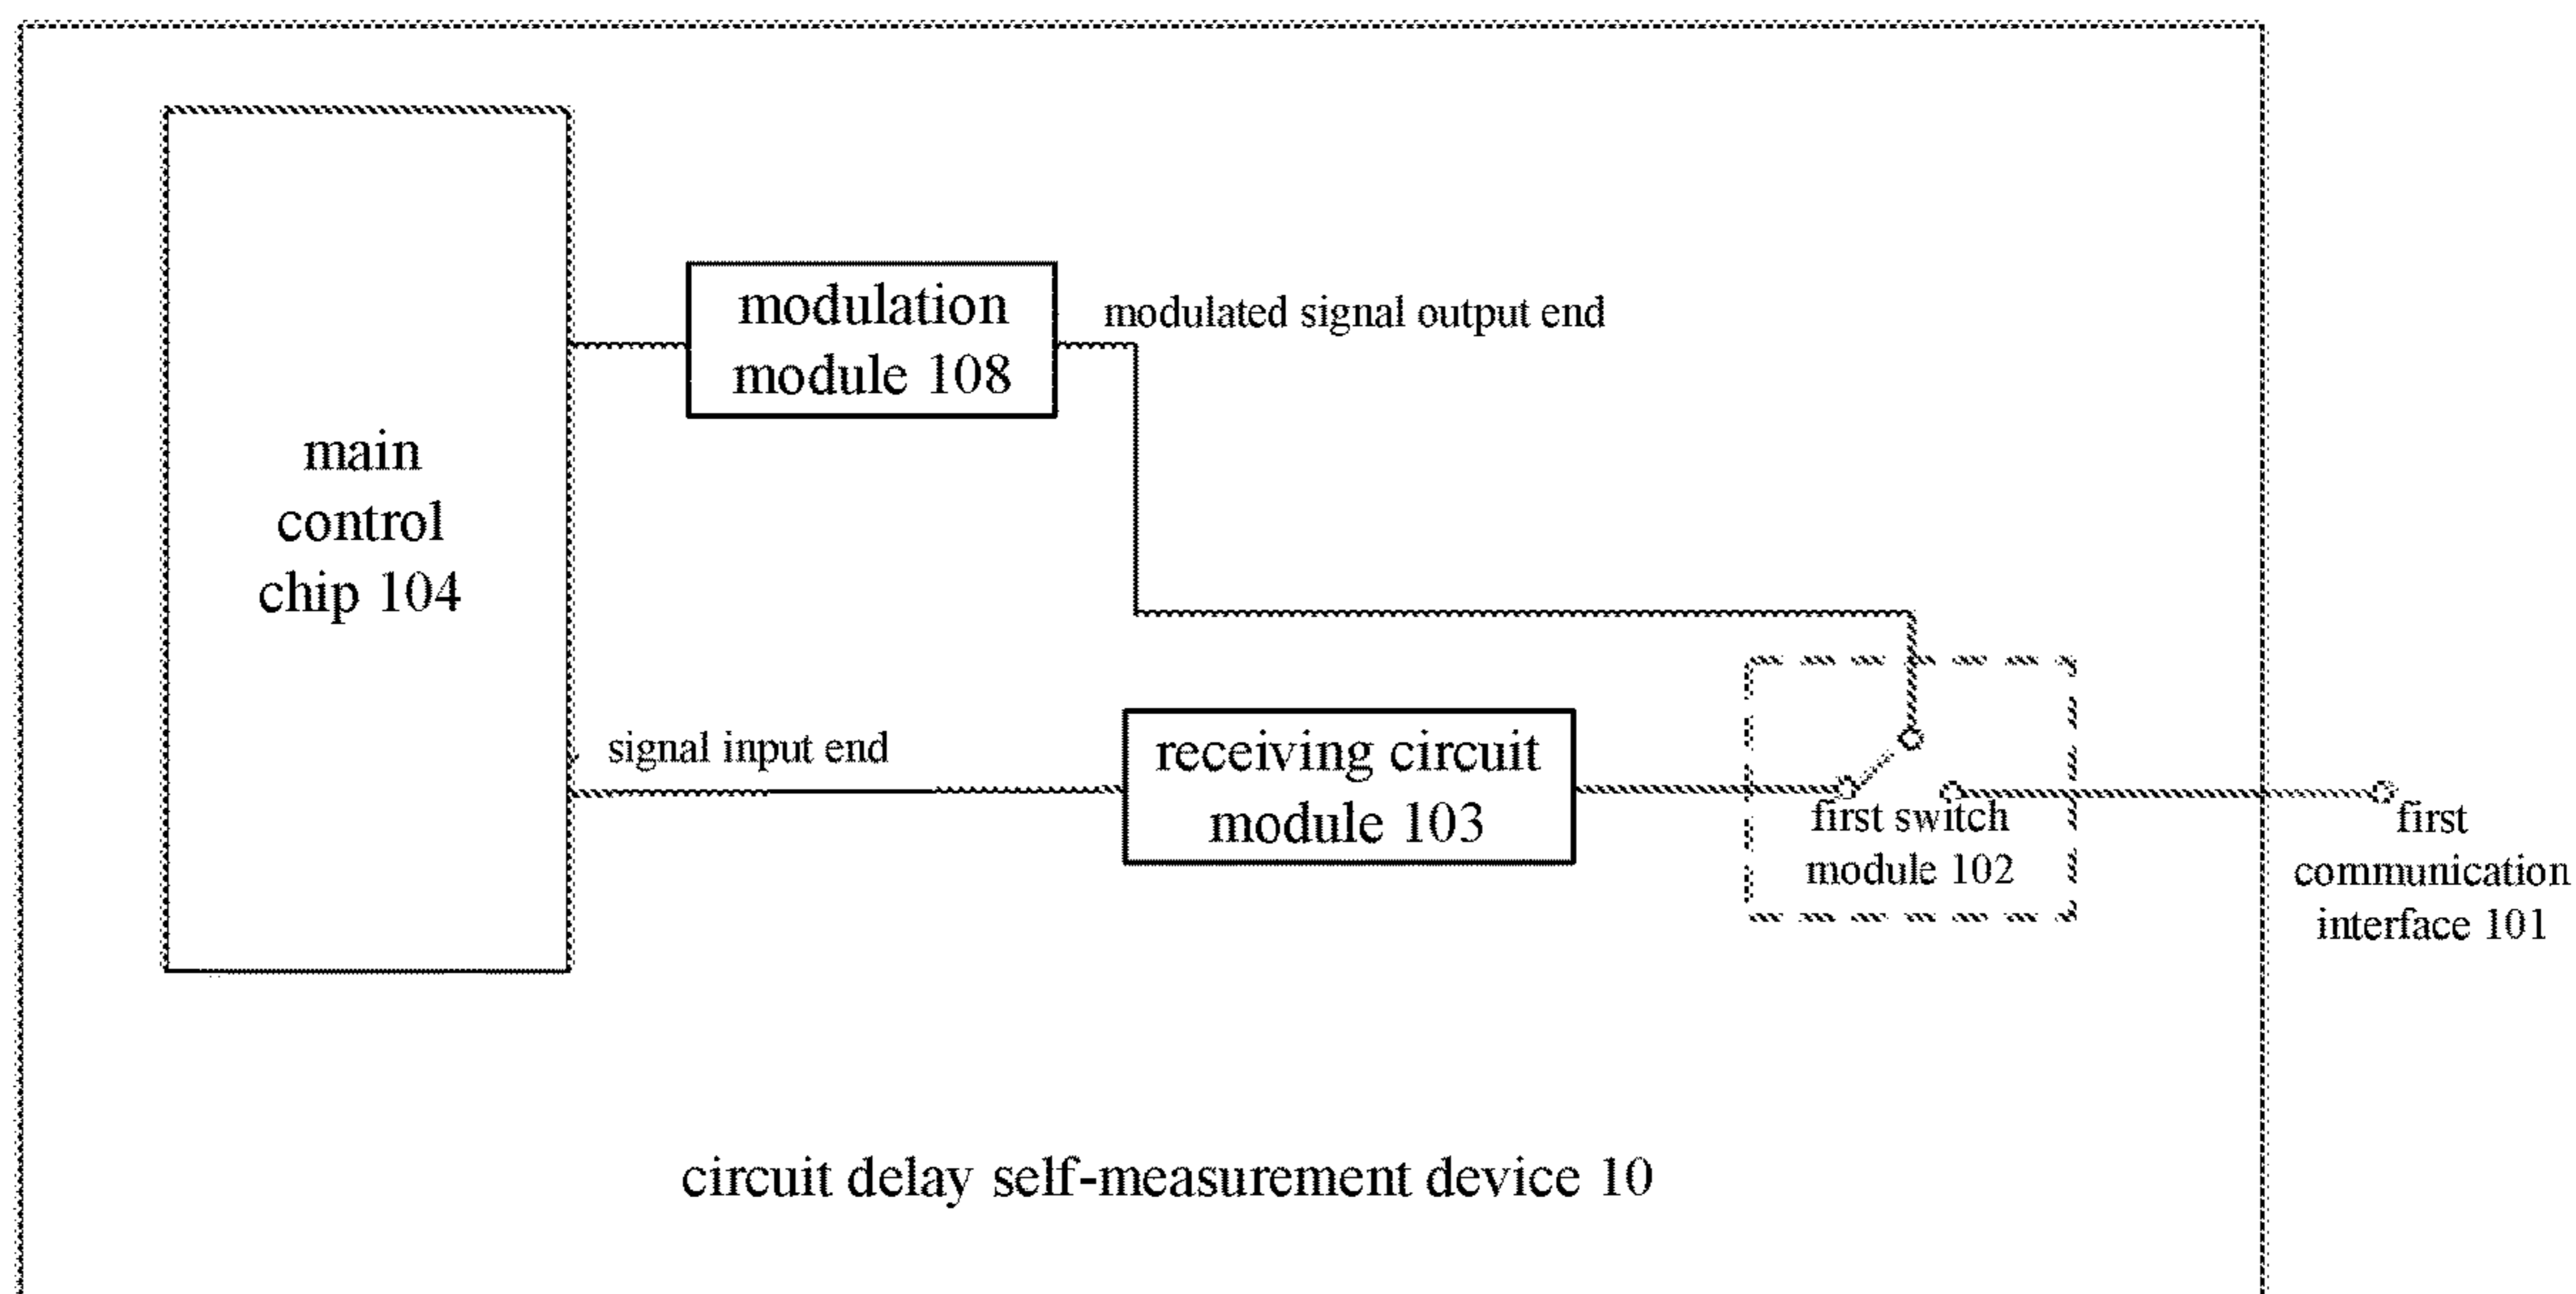 modulation
module 108
modulated signal output end
main
control
chip 104
signal input end
receiving circuit
module 103
first switch
module 102
first
communication
interface 101
circuit delay self-measurement device 10